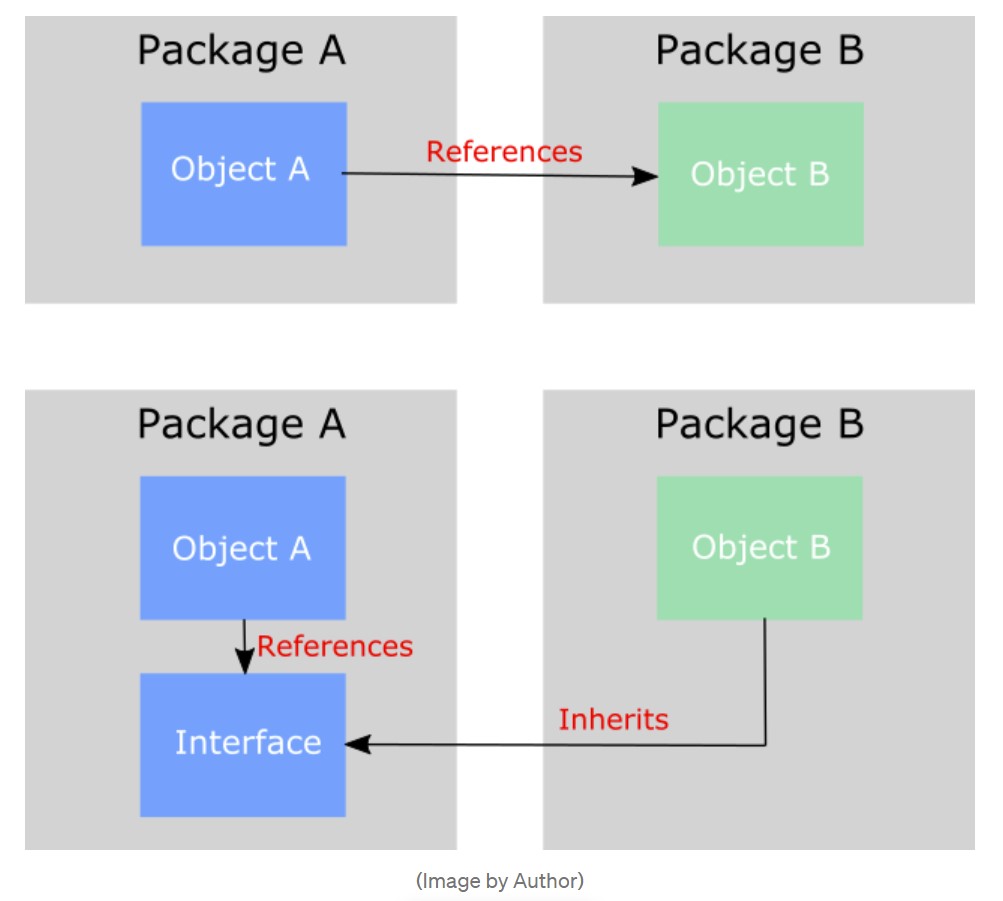 Package A
Package B
Object A
References
Object B
Package A
Package B
Object A
Object B
References
Inherits
Interface
(Image by Author)